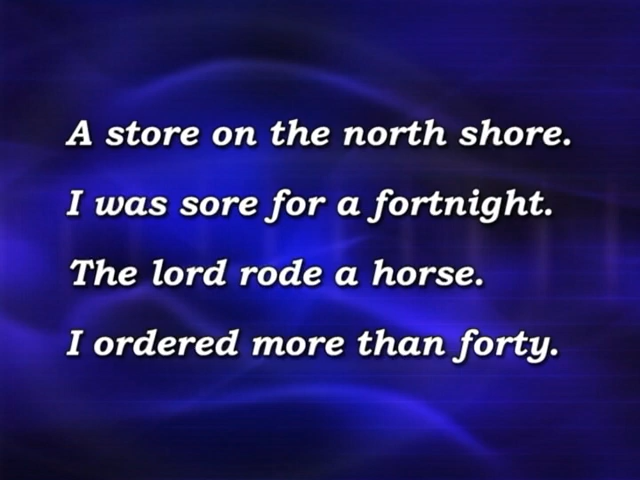 A store on the north shore.
I was sore for a fortnight.
The lord rode a horse.
I ordered more than forty.